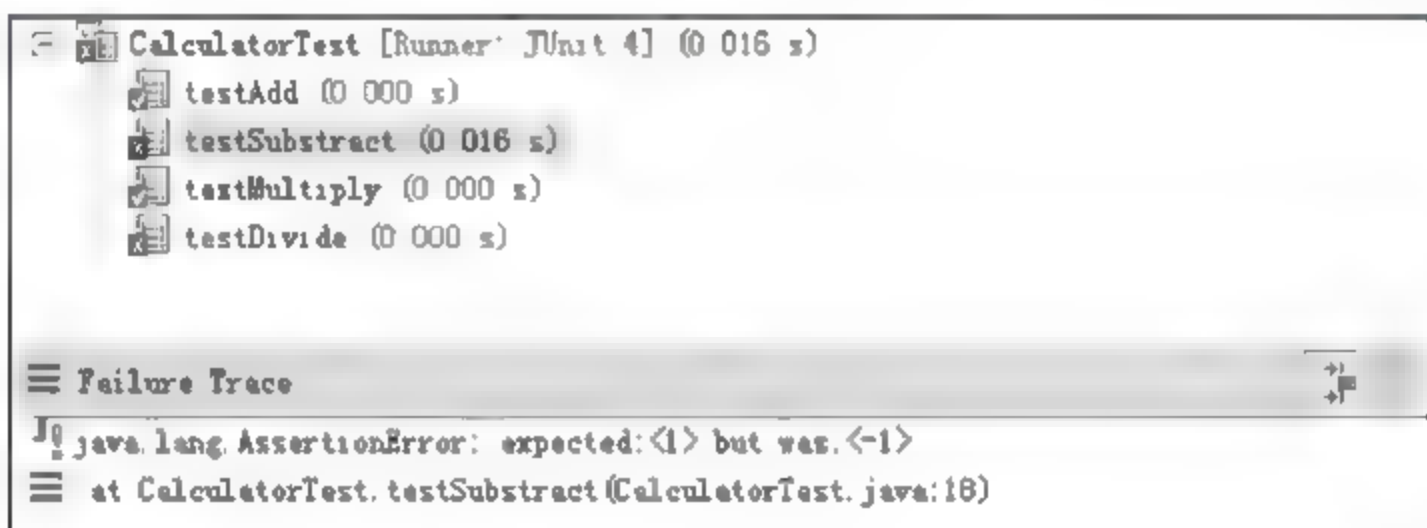 CalculatorTest [Runner: JUnit 4] (0 016 s)
testAdd (0 000 s)
testSubstract (0 016 s)
testMultiply (0 000 s)
testDivide (0 000 s)
Failure Trace
java.lang.AssertionError: expected:<1> but was.<-1>
at CalculatorTest.testSubstract(CalculatorTest.java:18)